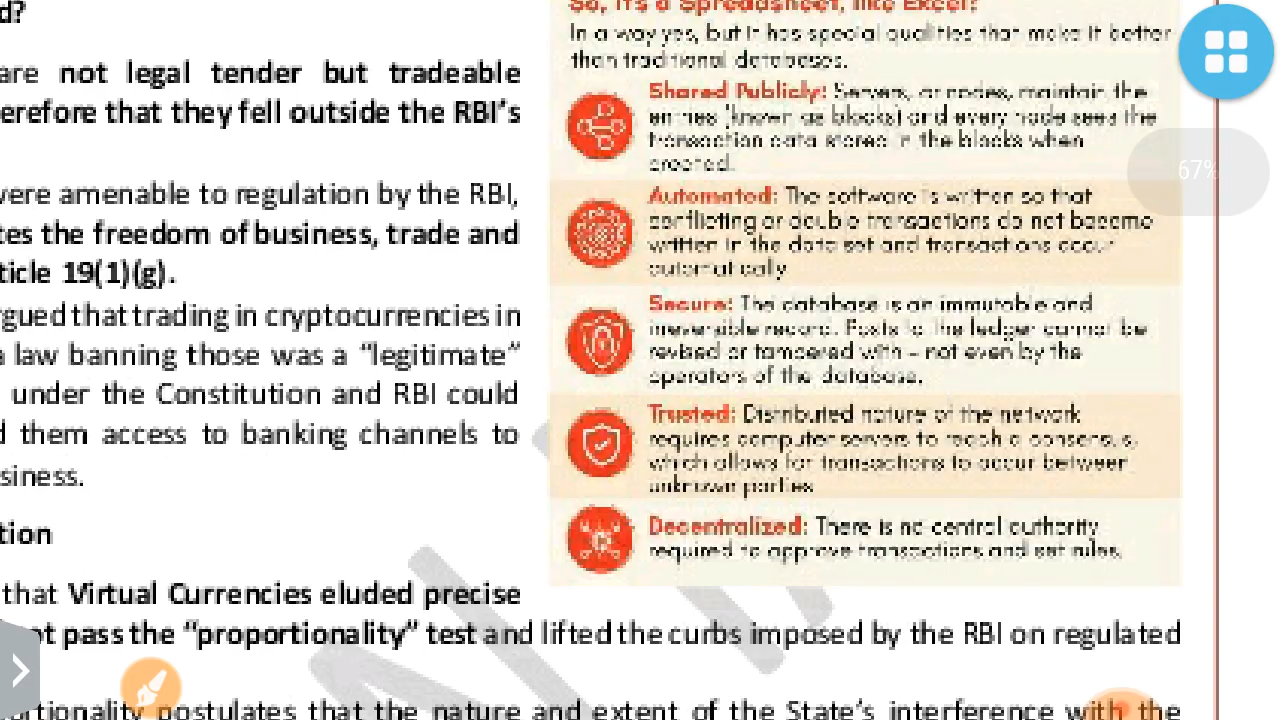 d?
are not legal tender but tradeable
erefore that they fell outside the RBI's
were amenable to regulation by the RBI,
tes the freedom of business, trade and
ticle 19(1)(g).
rgued that trading in cryptocurrencies in
a law banning those was a "legitimate"
under the Constitution and RBI could
d them access to banking channels to
siness.
tion
that Virtual Currencies eluded precise
ot pass the "proportionality" test and lifted the curbs imposed by the RBI on regulated
ortionality postulates that the nature and extent of the State's interference with the
So, It's a Spreadsheet, like Excel?
In a way yes, but it has special qualities that make it better
than traditional databases.
Shared Publicly: Servers, or nodes, maintain the
entries (known as blocks) and every node sees the
transaction data stored in the blocks when
created.
Automated: The software is written so that
conflicting or double transactions do not become
written in the data set and transactions occur
automatically
Secure: The database is an immutable and
irreversible record. Posts to the ledger cannot be
revised or tampered with - not even by the
operators of the database.
Trusted: Distributed nature of the network
requires computer servers to reach a consensus,
which allows for transactions to occur between
unknown parties
Decentralized: There is no central authority
required to approve transactions and set rules.
67%